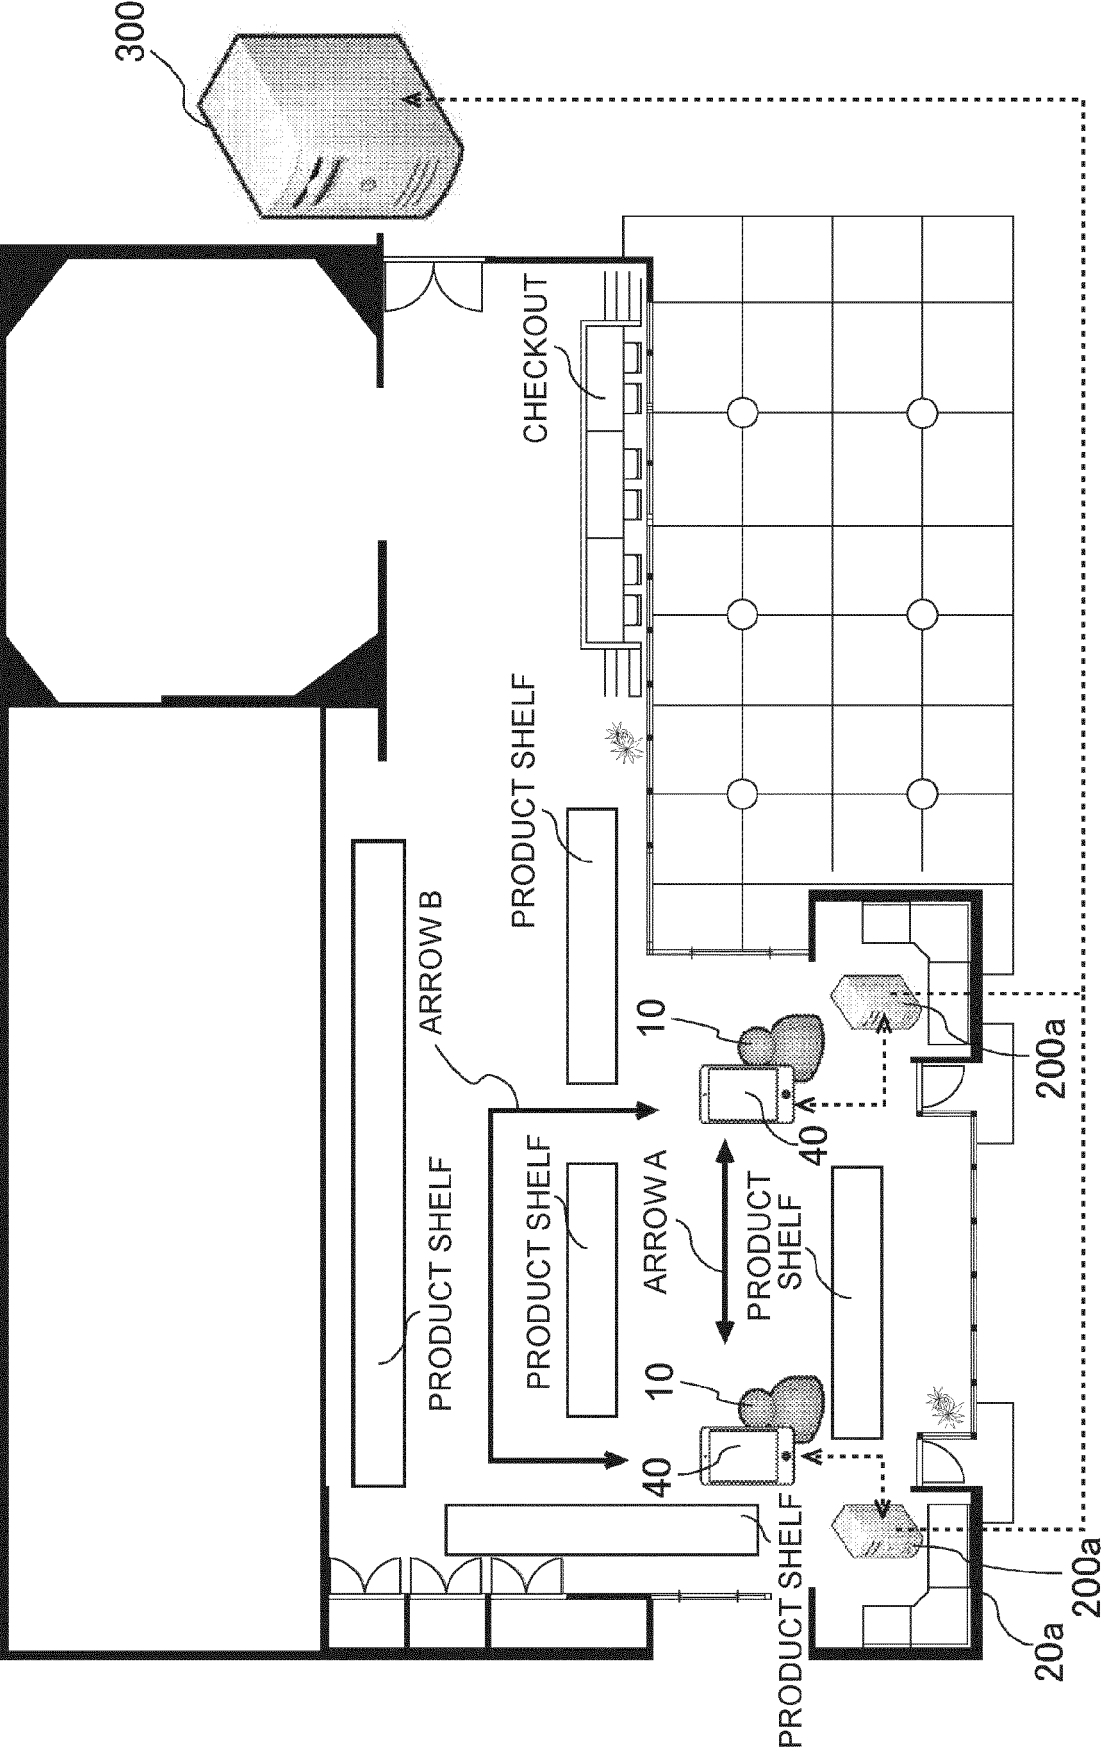 300
CHECKOUT
PRODUCT SHELF
ARROW B
PRODUCT SHELF
PRODUCT SHELF
10
40
200a
ARROW A
PRODUCT
SHELF
10
40
PRODUCT SHELF
200a
20a